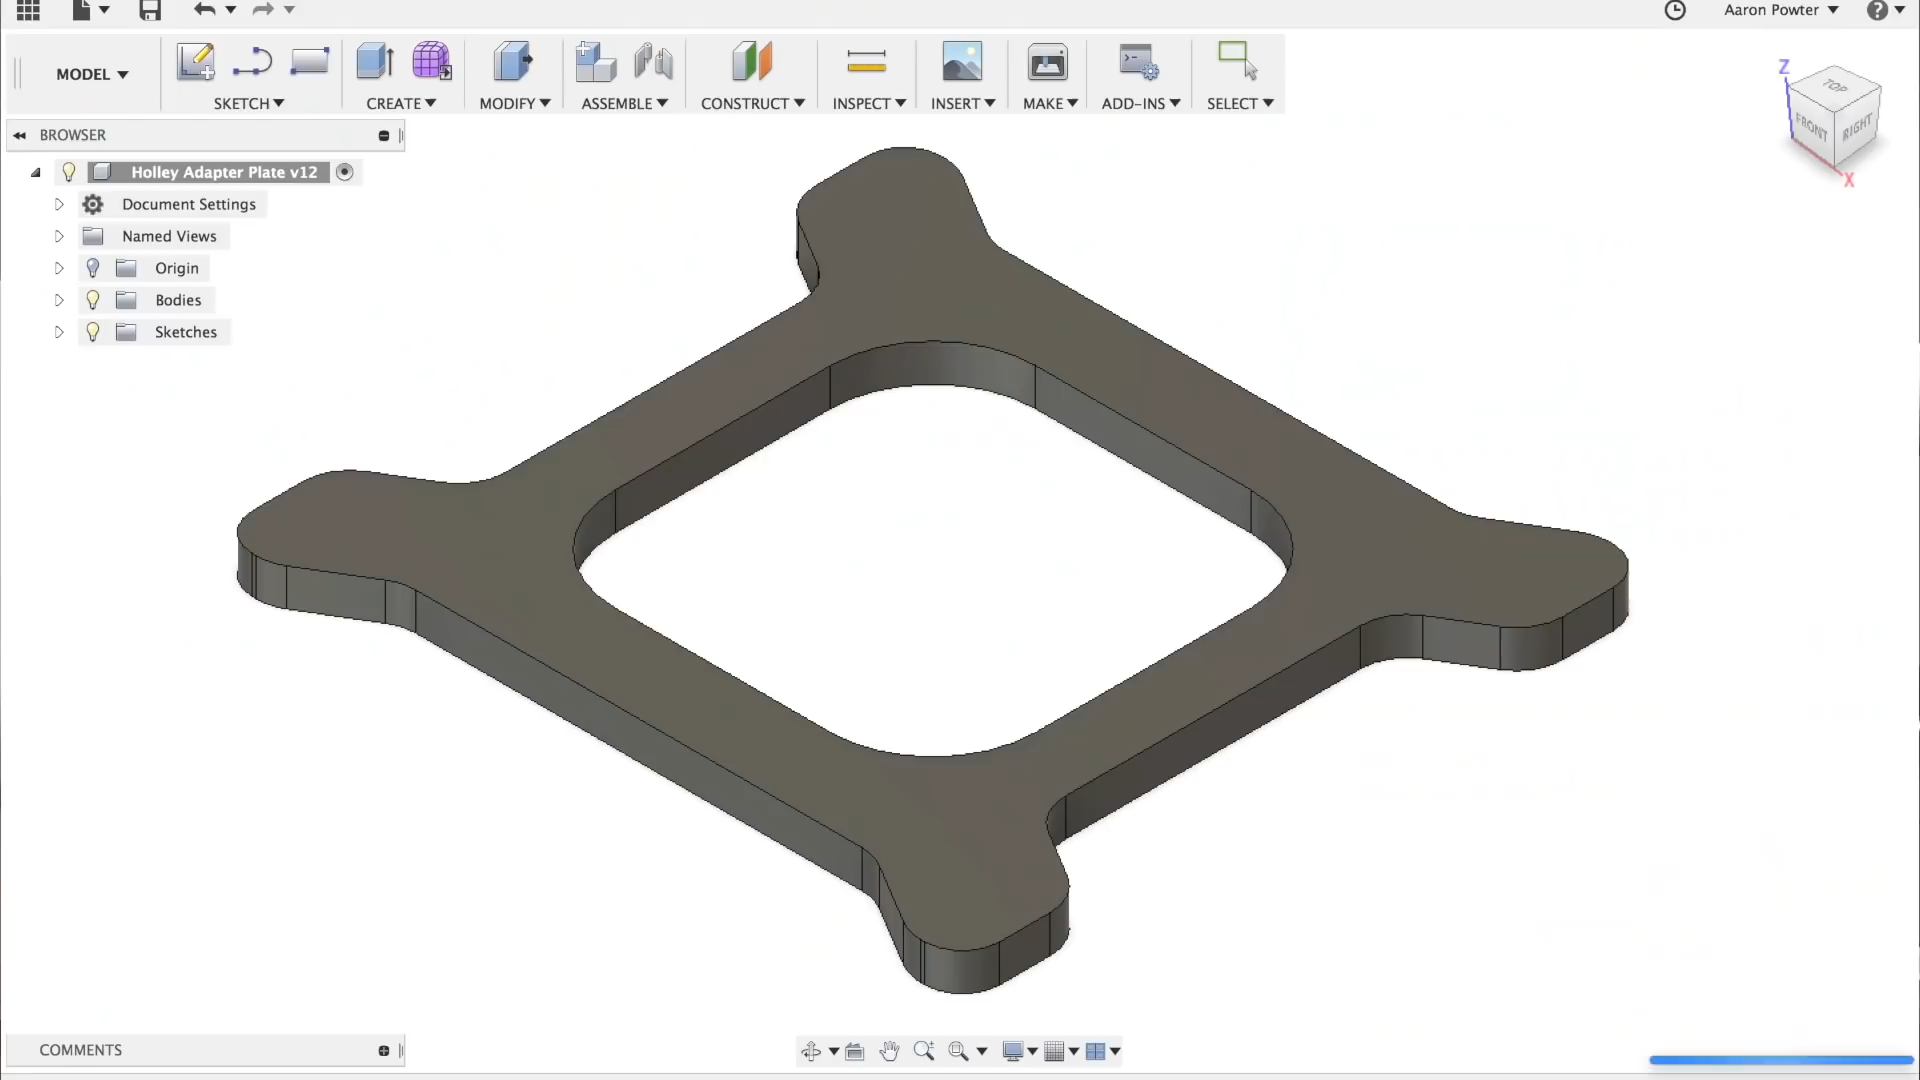 Aaron Powter
MODEL
SKETCH
CREATE
MODIFY
ASSEMBLE
CONSTRUCT
INSPECT
INSERT
MAKE
ADD-INS
SELECT
Z
TOP
FRONT
RIGHT
X
BROWSER
Holley Adapter Plate v12
Document Settings
Named Views
Origin
Bodies
Sketches
COMMENTS